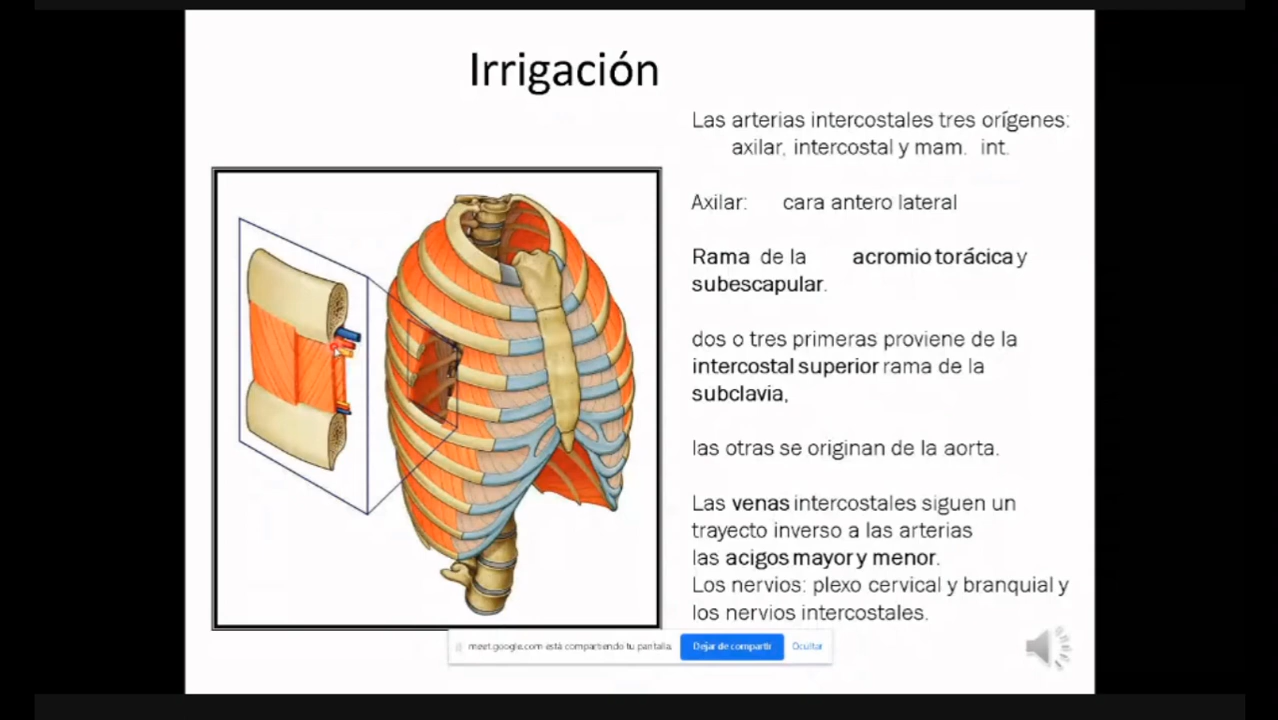 Irrigación
Las arterias intercostales tres orígenes:
axilar, intercostal y mam. int.
Axilar: cara antero lateral
Rama de la acromio torácica y
subescapular.
dos o tres primeras proviene de la
intercostal superior rama de la
subclavia,
las otras se originan de la aorta.
Las venas intercostales siguen un
trayecto inverso a las arterias
las acigos mayor y menor.
Los nervios: plexo cervical y branquial y
los nervios intercostales.
meet.google.com está compartiendo tu pantalla.
Dejar de compartir
Ocultar